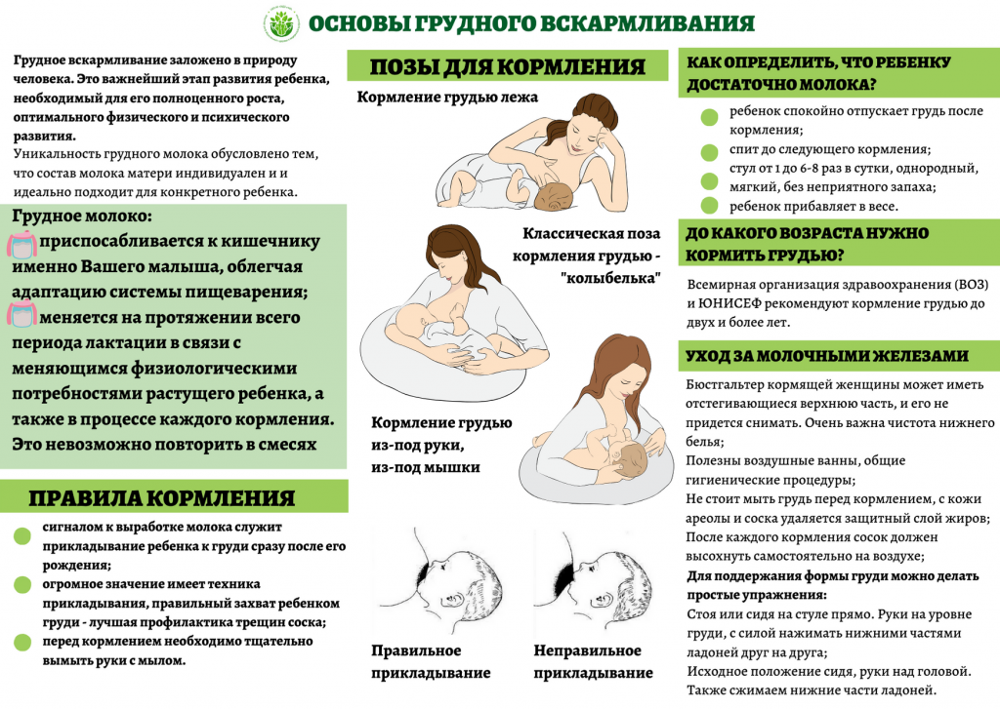 ОСНОВЫ ГРУДНОГО ВСКАРМЛИВАНИЯ
Грудное вскармливание заложено в природу
человека. Это важнейший этап развития ребенка,
необходимый для его полноценного роста,
оптимального физического и психического
развития.
Уникальность грудного молока обусловлено тем,
что состав молока матери индивидуален и и
идеально подходит для конкретного ребенка.
Грудное молоко:
приспосабливается к кишечнику
именно Вашего малыша, облегчая
адаптацию системы пищеварения;
меняется на протяжении всего
периода лактации в связи с
меняющимся физиологическими
потребностями растущего ребенка, а
также в процессе каждого кормления.
Это невозможно повторить в смесях
ПРАВИЛА КОРМЛЕНИЯ
сигналом к выработке молока служит
прикладывание ребенка к груди сразу после его
рождения;
огромное значение имеет техника
прикладывания, правильный захват ребенком
груди - лучшая профилактика трещин соска;
перед кормлением необходимо тщательно
вымыть руки с мылом.
ПОЗЫ ДЛЯ КОРМЛЕНИЯ
Кормление грудью лежа
Классическая поза
кормления грудью -
"колыбелька"
Кормление грудью
из-под руки,
из-под мышки
Правильное
прикладывание
Неправильное
прикладывание
КАК ОПРЕДЕЛИТЬ, ЧТО РЕБЕНКУ
ДОСТАТОЧНО МОЛОКА?
ребенок спокойно отпускает грудь после
кормления;
спит до следующего кормления;
стул от 1 до 6-8 раз в сутки, однородный,
мягкий, без неприятного запаха;
ребенок прибавляет в весе.
ДО КАКОГО ВОЗРАСТА НУЖНО
КОРМИТЬ ГРУДЬЮ?
Всемирная организация здравоохранения (ВОЗ)
и ЮНИСЕФ рекомендуют кормление грудью до
двух и более лет.
УХОД ЗА МОЛОЧНЫМИ ЖЕЛЕЗАМИ
Бюстгальтер кормящей женщины может иметь
отстегивающиеся верхнюю часть, и его не
придется снимать. Очень важна чистота нижнего
белья;
Полезны воздушные ванны, общие
гигиенические процедуры;
Не стоит мыть грудь перед кормлением, с кожи
ареолы и соска удаляется защитный слой жиров;
После каждого кормления сосок должен
высохнуть самостоятельно на воздухе;
Для поддержания формы груди можно делать
простые упражнения:
Стоя или сидя на стуле прямо. Руки на уровне
груди, с силой нажимать нижними частями
ладоней друг на друга;
Исходное положение сидя, руки над головой.
Также сжимаем нижние части ладоней.